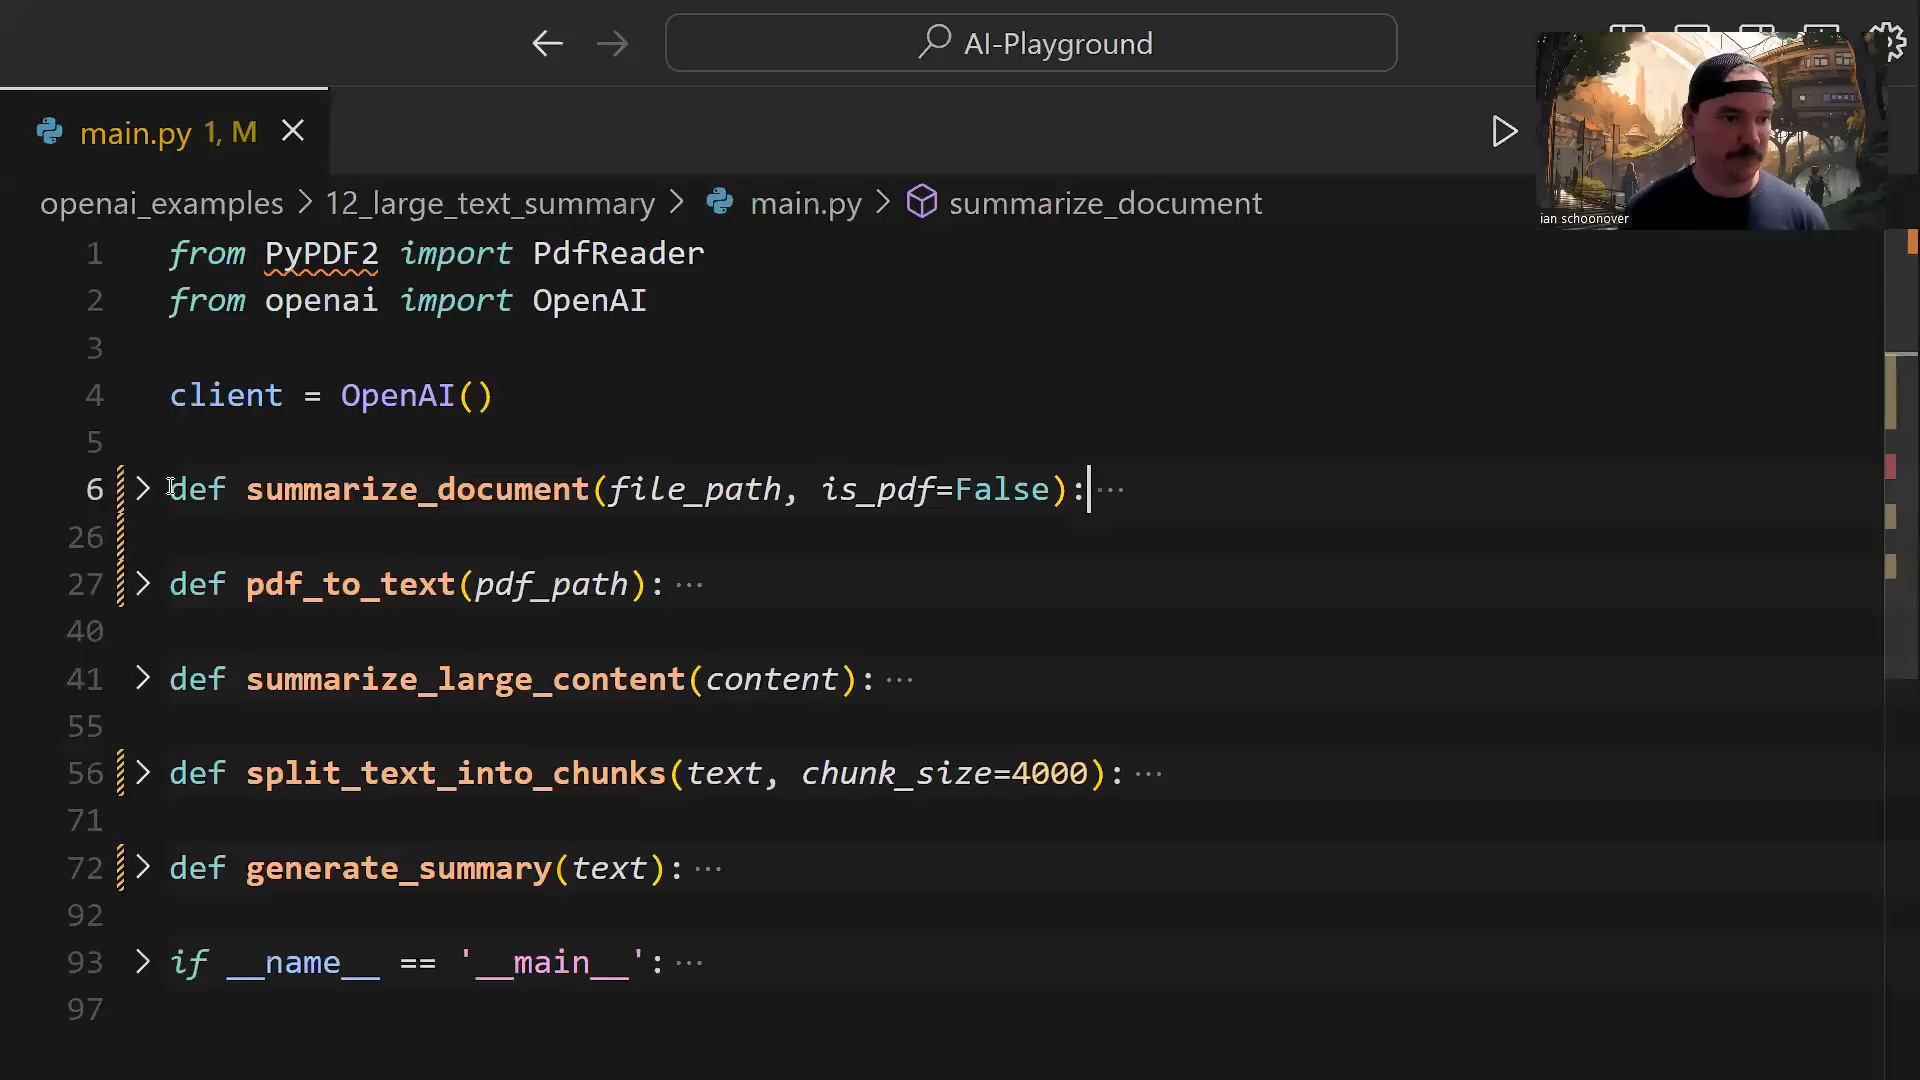 AI-Playground
main.py 1, M
ian schoonover
openai_examples > 12_large_text_summary > main.py > summarize_document
1 from PyPDF2 import PdfReader
2 from openai import OpenAI
3
4 client = OpenAI()
5
6 > def summarize_document(file_path, is_pdf=False): ...
26
27 > def pdf_to_text(pdf_path): ...
40
41 > def summarize_large_content(content): ...
55
56 > def split_text_into_chunks(text, chunk_size=4000): ...
71
72 > def generate_summary(text): ...
92
93 > if __name__ == '__main__': ...
97